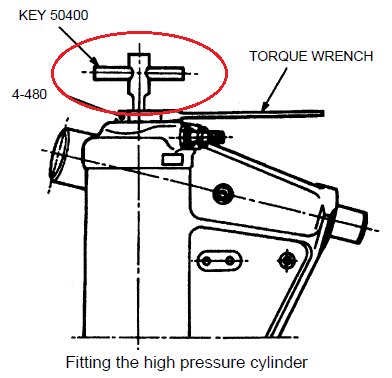 KEY 50400
TORQUE WRENCH
4-480
Fitting the high pressure cylinder